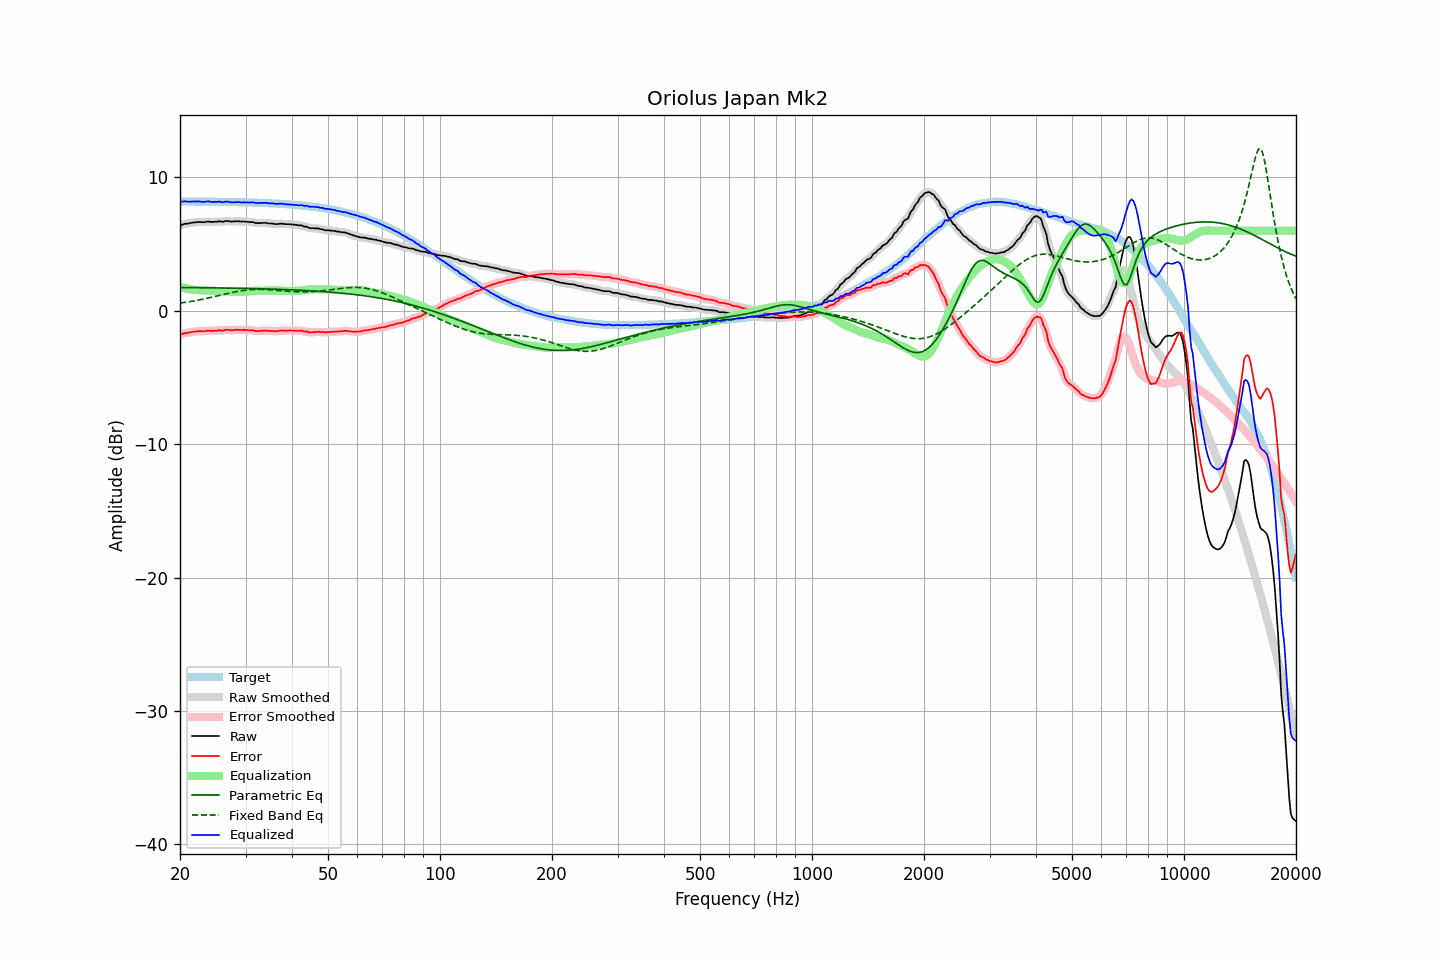 Oriolus Japan Mk2
Amplitude (dBr)
10
0
−10
−20
−30
−40
Target
Raw Smoothed
Error Smoothed
Raw
Error
Equalization
Parametric Eq
Fixed Band Eq
Equalized
20 50 100 200 500 1000 2000 5000 10000 20000
Frequency (Hz)